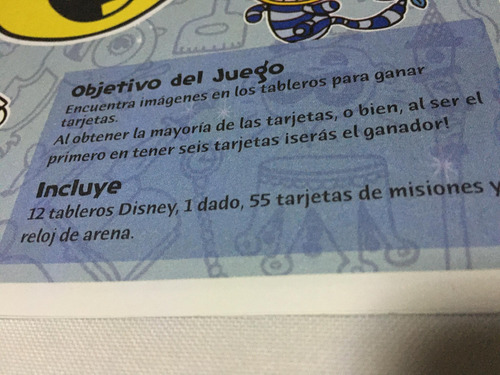 Objetivo del Juego
Encuentra imágenes en los tableros para ganar
tarjetas.
Al obtener la mayoría de las tarjetas, o bien, al ser el
primero en tener seis tarjetas ¡serás el ganador!
Incluye
12 tableros Disney, 1 dado, 55 tarjetas de misiones y
reloj de arena.